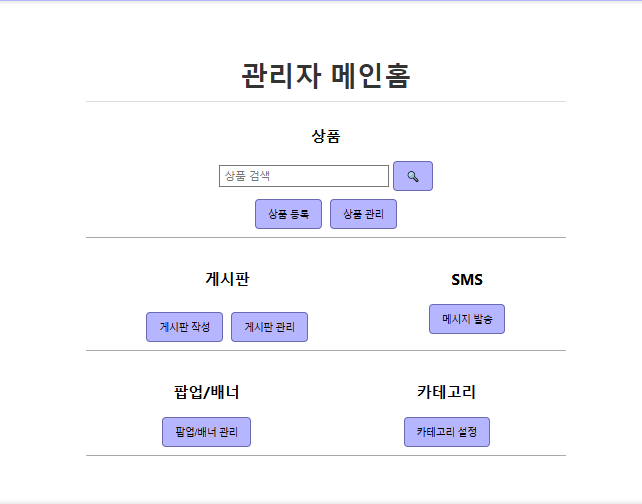 관리자 메인홈
상품
상품 검색
상품 등록 상품 관리
게시판 SMS
게시판 작성 게시판 관리 메시지 발송
팝업/배너 카테고리
팝업/배너 관리 카테고리 설정